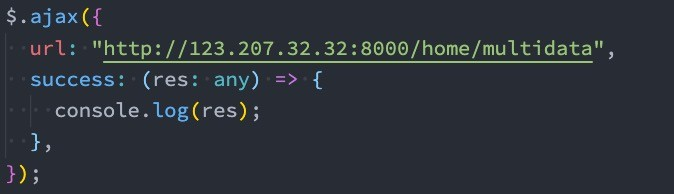 $.ajax({
  url: "http://123.207.32.32:8000/home/multidata",
  success: (res: any) => {
    console.log(res);
  },
});